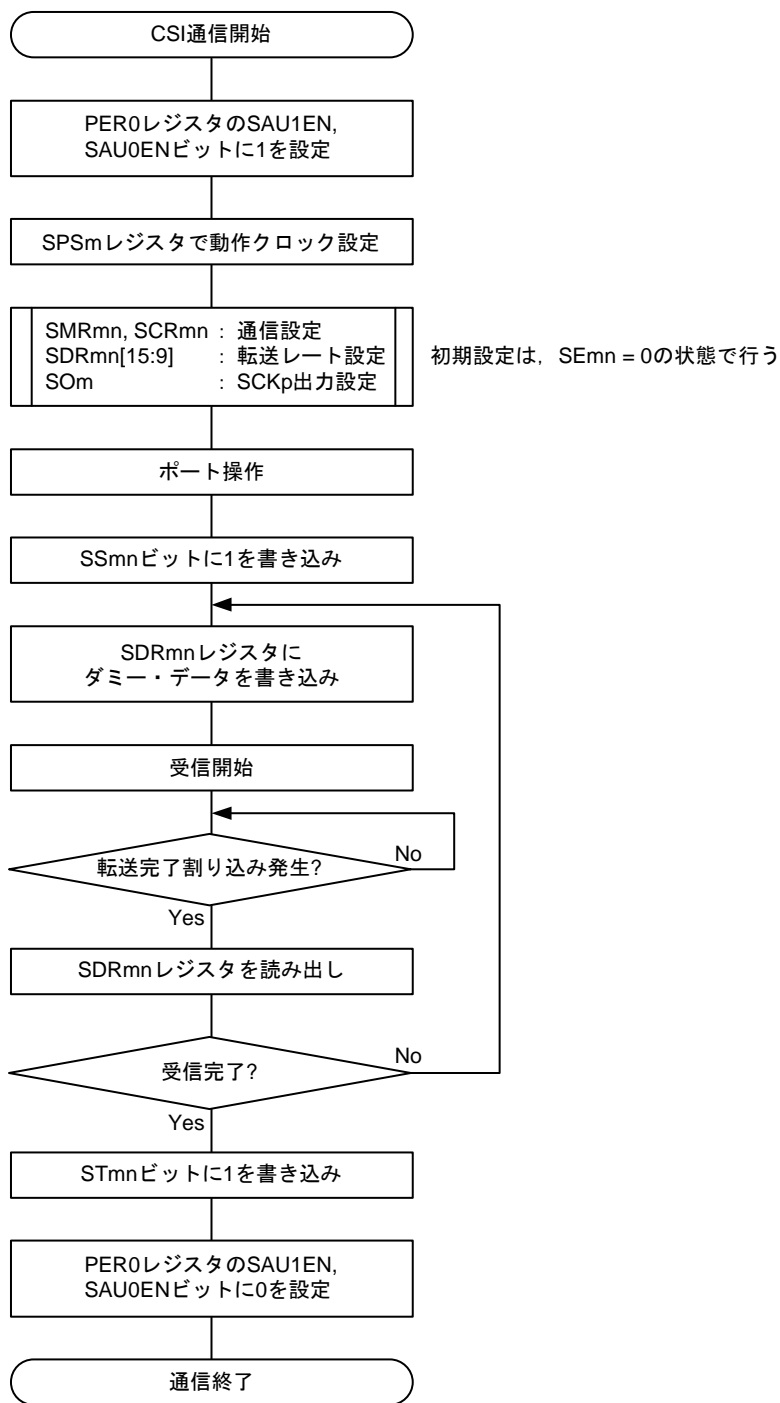 CSI通信開始
PER0レジスタのSAU1EN,
SAU0ENビットに1を設定
SPSmレジスタで動作クロック設定
SMRmn, SCRmn : 通信設定
SDRmn[15:9] : 転送レート設定
SOm : SCKp出力設定
初期設定は，SEmn = 0の状態で行う
ポート操作
SSmnビットに1を書き込み
SDRmnレジスタに
ダミー・データを書き込み
受信開始
転送完了割り込み発生?
No
Yes
SDRmnレジスタを読み出し
受信完了?
No
Yes
STmnビットに1を書き込み
PER0レジスタのSAU1EN,
SAU0ENビットに0を設定
通信終了